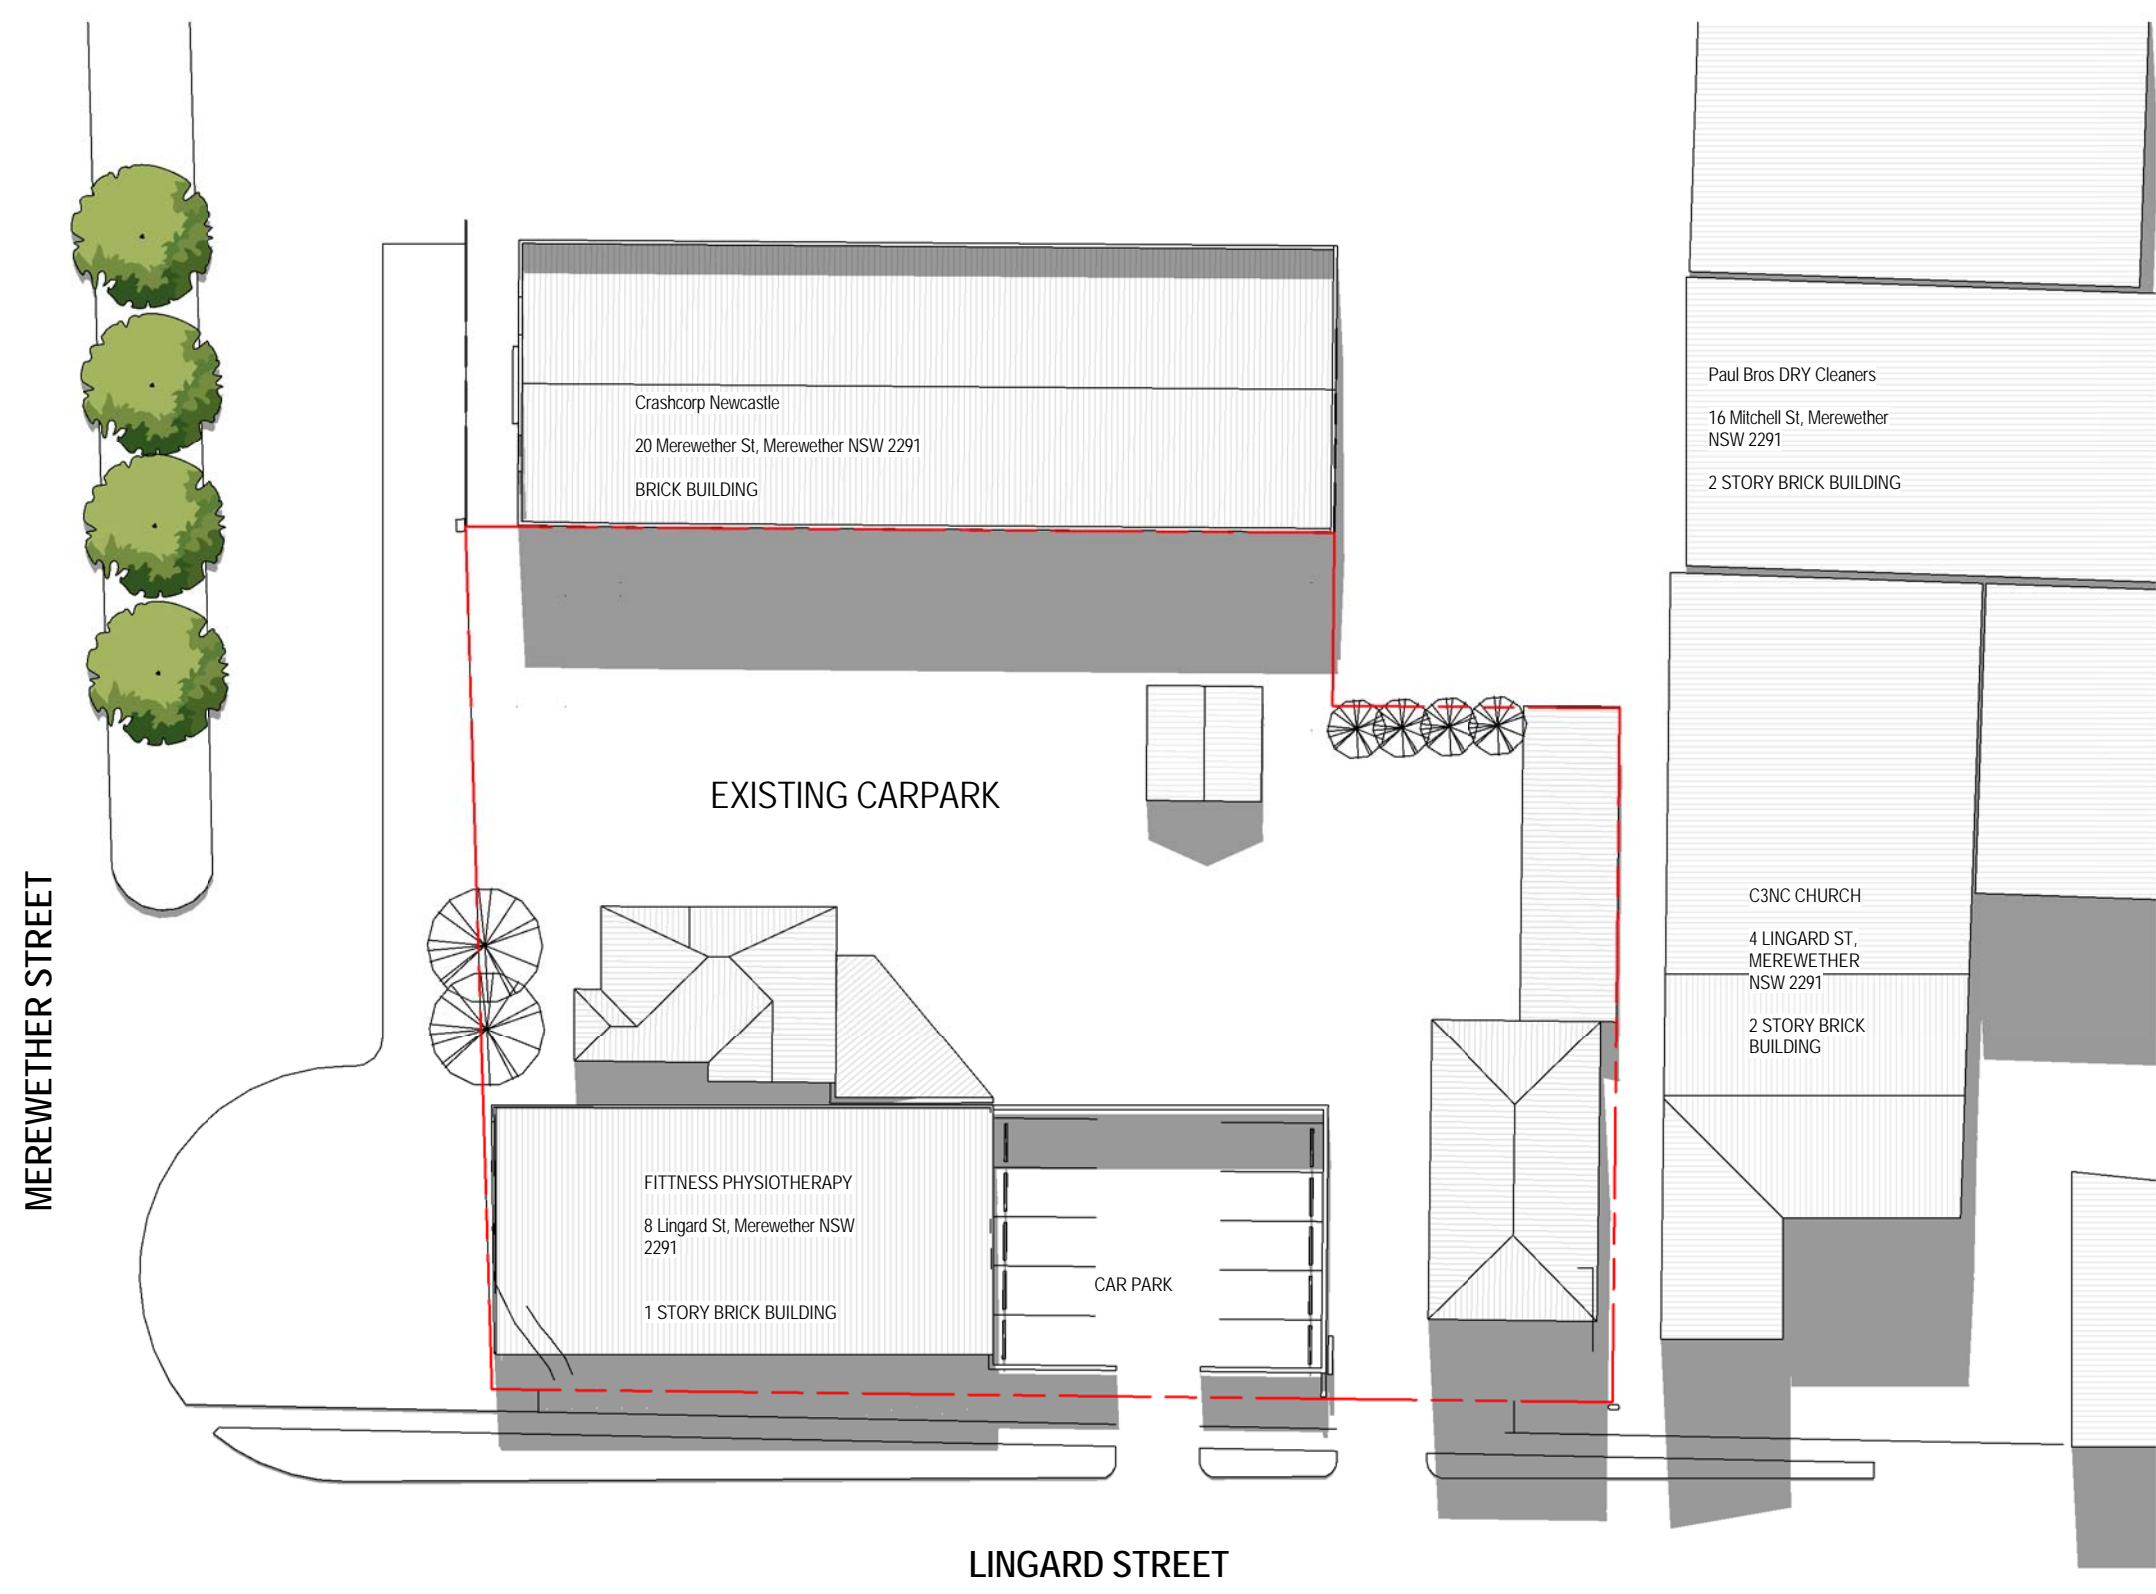 Crashcorp Newcastle
20 Merewether St, Merewether NSW 2291
BRICK BUILDING
Paul Bros DRY Cleaners
16 Mitchell St, Merewether
NSW 2291
2 STORY BRICK BUILDING
EXISTING CARPARK
C3NC CHURCH
4 LINGARD ST,
MEREWETHER
NSW 2291
2 STORY BRICK
BUILDING
MEREWETHER STREET
FITTNESS PHYSIOTHERAPY
8 Lingard St, Merewether NSW
2291
1 STORY BRICK BUILDING
CAR PARK
LINGARD STREET